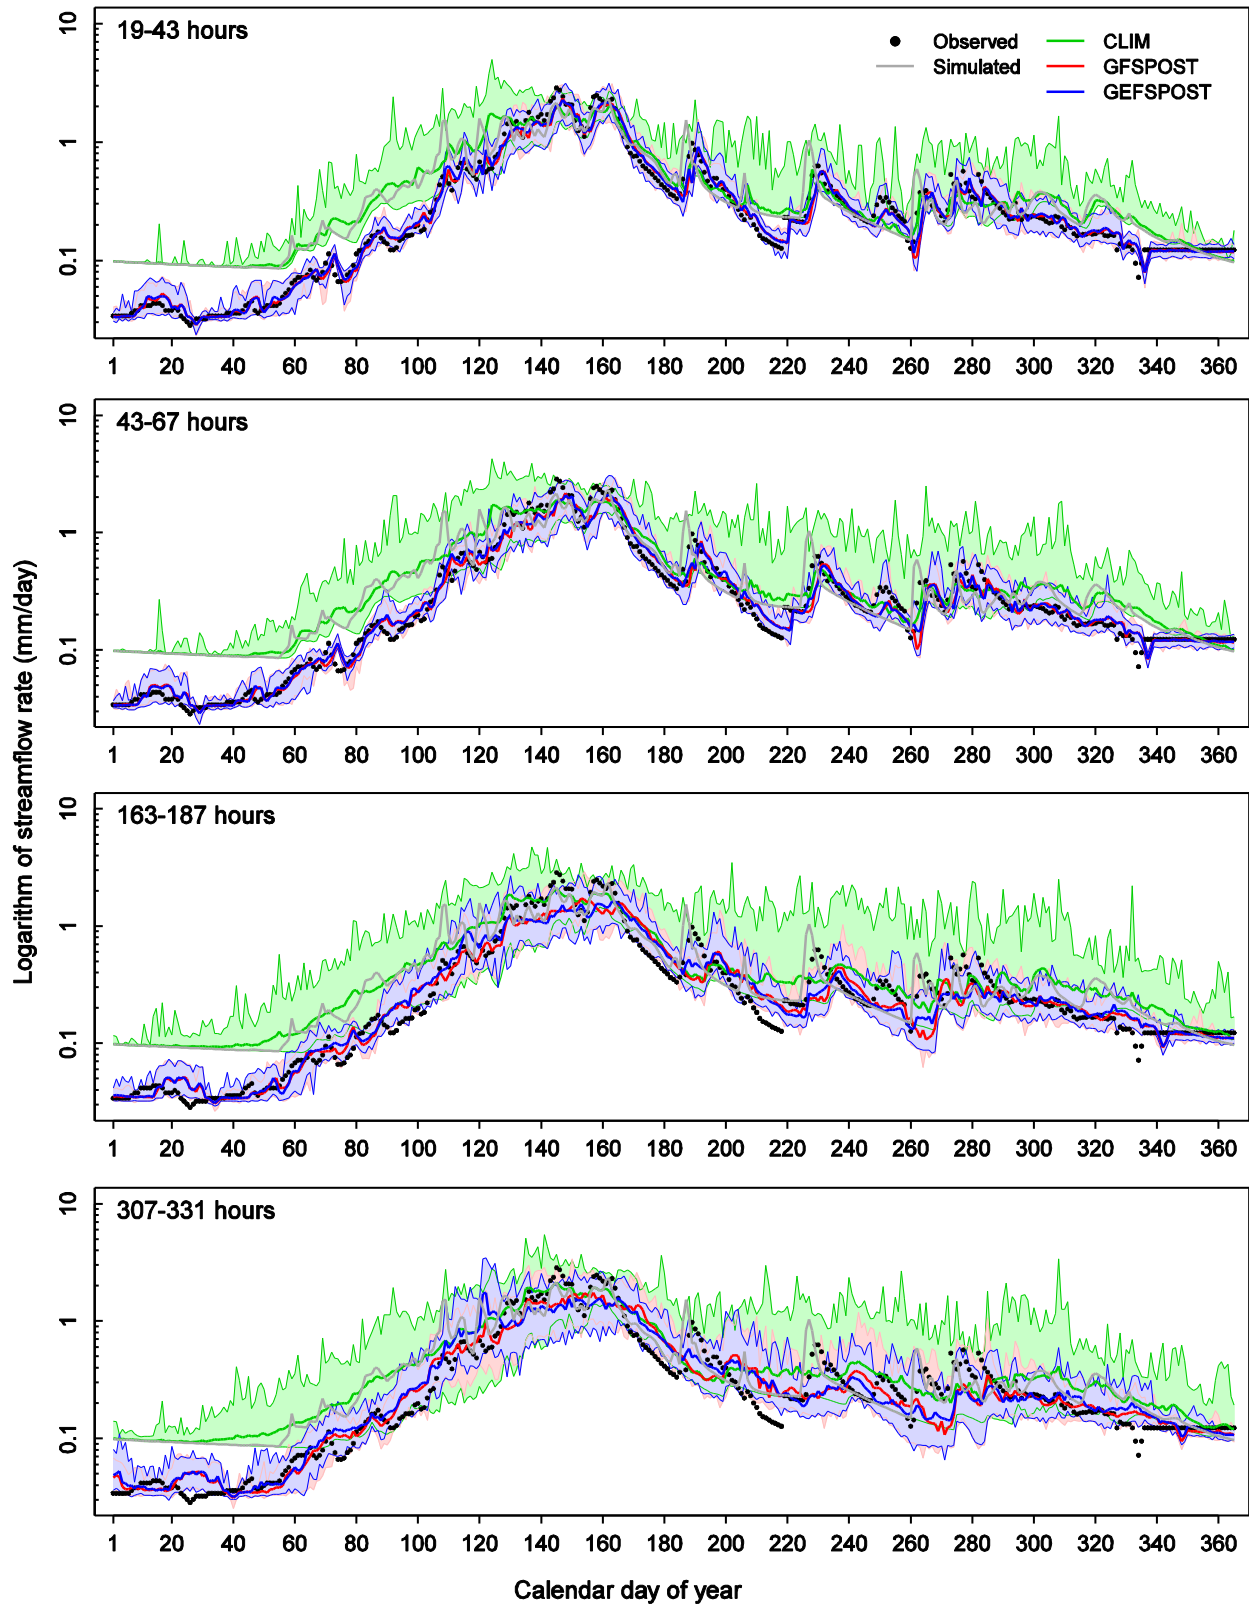 19-43 hours
Observed CLIM
Simulated GFSPOST
GEFSPOST
10
1
0.1
1 20 40 60 80 100 120 140 160 180 200 220 240 260 280 300 320 340 360
43-67 hours
10
1
0.1
1 20 40 60 80 100 120 140 160 180 200 220 240 260 280 300 320 340 360
Logarithm of streamflow rate (mm/day)
163-187 hours
10
1
0.1
1 20 40 60 80 100 120 140 160 180 200 220 240 260 280 300 320 340 360
307-331 hours
10
1
0.1
1 20 40 60 80 100 120 140 160 180 200 220 240 260 280 300 320 340 360
Calendar day of year